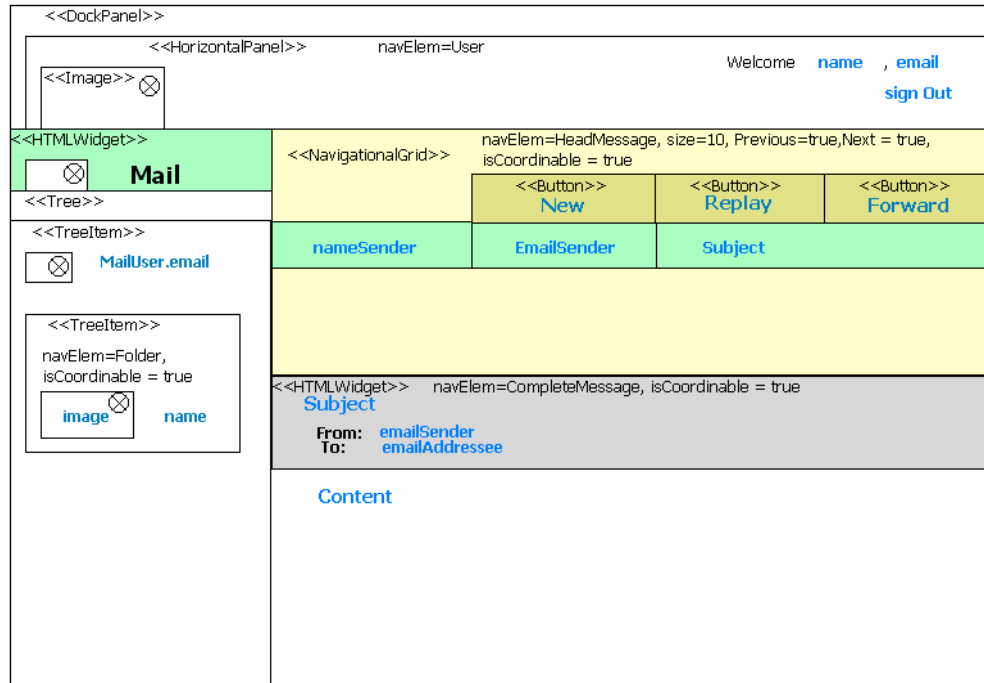 <<DockPanel>>
<<HorizontalPanel>> navElem=User
<<Image>>
Welcome name , email
sign Out
<<HTMLWidget>>
Mail
<<Tree>>
<<TreeItem>>
MailUser.email
<<TreeItem>>
navElem=Folder,
isCoordinable = true
image name
<<NavigationalGrid>>
navElem=HeadMessage, size=10, Previous=true,Next = true,
isCoordinable = true
<<Button>> <<Button>> <<Button>>
New Replay Forward
nameSender EmailSender Subject
<<HTMLWidget>> navElem=CompleteMessage, isCoordinable = true
Subject
From: emailSender
To: emailAddressee
Content